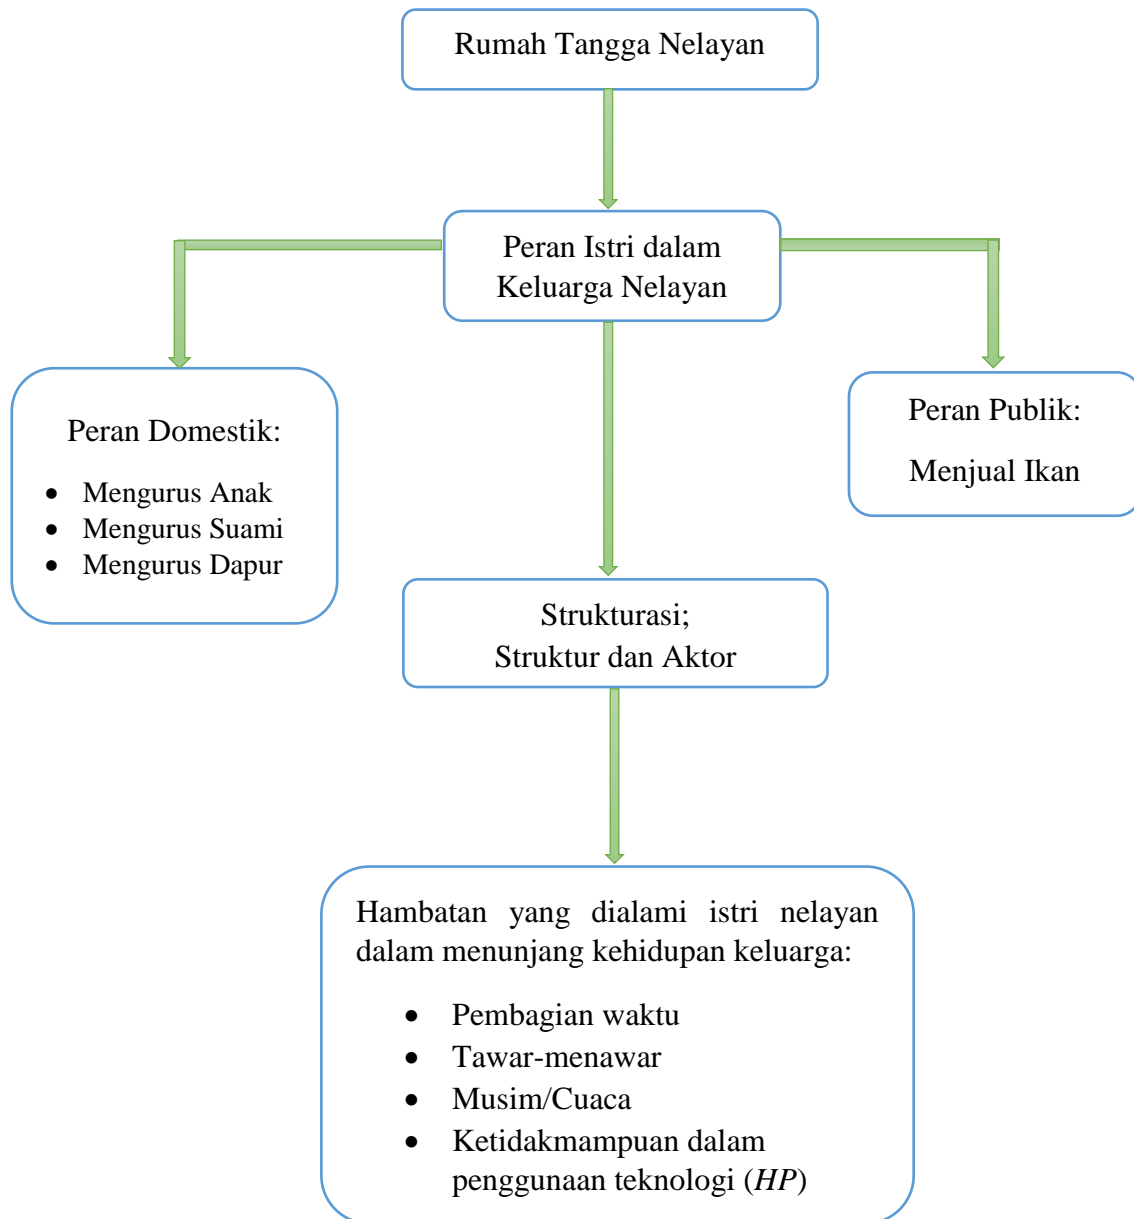 Rumah Tangga Nelayan
Peran Istri dalam
Keluarga Nelayan
Peran Domestik:
• Mengurus Anak
• Mengurus Suami
• Mengurus Dapur
Peran Publik:
Menjual Ikan
Strukturasi;
Struktur dan Aktor
Hambatan yang dialami istri nelayan
dalam menunjang kehidupan keluarga:
• Pembagian waktu
• Tawar-menawar
• Musim/Cuaca
• Ketidakmampuan dalam
penggunaan teknologi (HP)